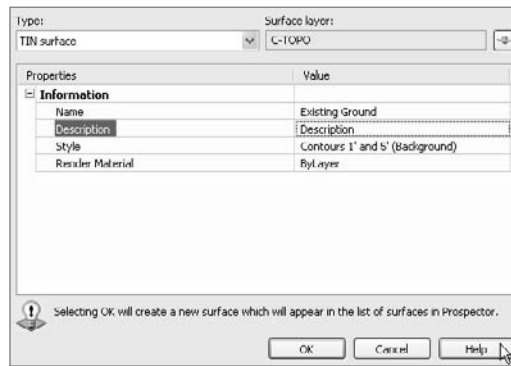 Type: Surface layer:
TIN surface C-TOPO
Properties Value
Information
Name Existing Ground
Description Description
Style Contours 1' and 5' (Background)
Render Material ByLayer
Selecting OK will create a new surface which will appear in the list of surfaces in Prospector.
OK Cancel Help